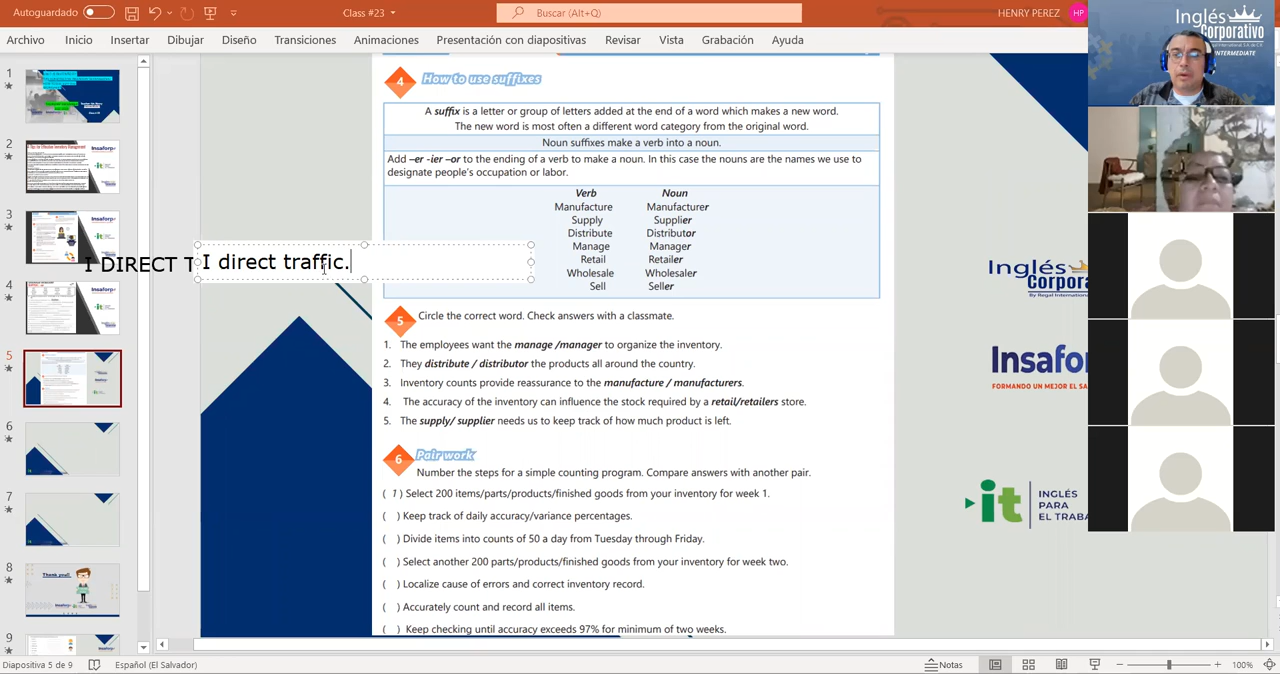 Autoguardado
Class #23
Buscar (Alt+Q)
HENRY PEREZ
HP
Archivo Inicio Insertar Dibujar Diseño Transiciones Animaciones Presentación con diapositivas Revisar Vista Grabación Ayuda
Inglés
Corporativo
INTERMEDIATE
4 How to use suffixes
A suffix is a letter or group of letters added at the end of a word which makes a new word.
The new word is most often a different word category from the original word.
Noun suffixes make a verb into a noun.
Add –er -ier –or to the ending of a verb to make a noun. In this case the nouns are the names we use to
designate people's occupation or labor.
Verb Noun
Manufacture Manufacturer
Supply Supplier
Distribute Distributor
Manage Manager
Retail Retailer
Wholesale Wholesaler
Sell Seller
I DIRECT T
I direct traffic.
5 Circle the correct word. Check answers with a classmate.
1. The employees want the manage /manager to organize the inventory.
2. They distribute / distributor the products all around the country.
3. Inventory counts provide reassurance to the manufacture / manufacturers.
4. The accuracy of the inventory can influence the stock required by a retail/retailers store.
5. The supply/ supplier needs us to keep track of how much product is left.
6 Pair work
Number the steps for a simple counting program. Compare answers with another pair.
( 1 ) Select 200 items/parts/products/finished goods from your inventory for week 1.
( ) Keep track of daily accuracy/variance percentages.
( ) Divide items into counts of 50 a day from Tuesday through Friday.
( ) Select another 200 parts/products/finished goods from your inventory for week two.
( ) Localize cause of errors and correct inventory record.
( ) Accurately count and record all items.
( ) Keep checking until accuracy exceeds 97% for minimum of two weeks.
Inglés
Corpora
By Regal Internationa
Insafor
FORMANDO UN MEJOR EL SA
it
INGLÉS
PARA
EL TRABA
1
2
3
4
5
6
7
8
Thank you!
9
Diapositiva 5 de 9
Español (El Salvador)
Notas
100%